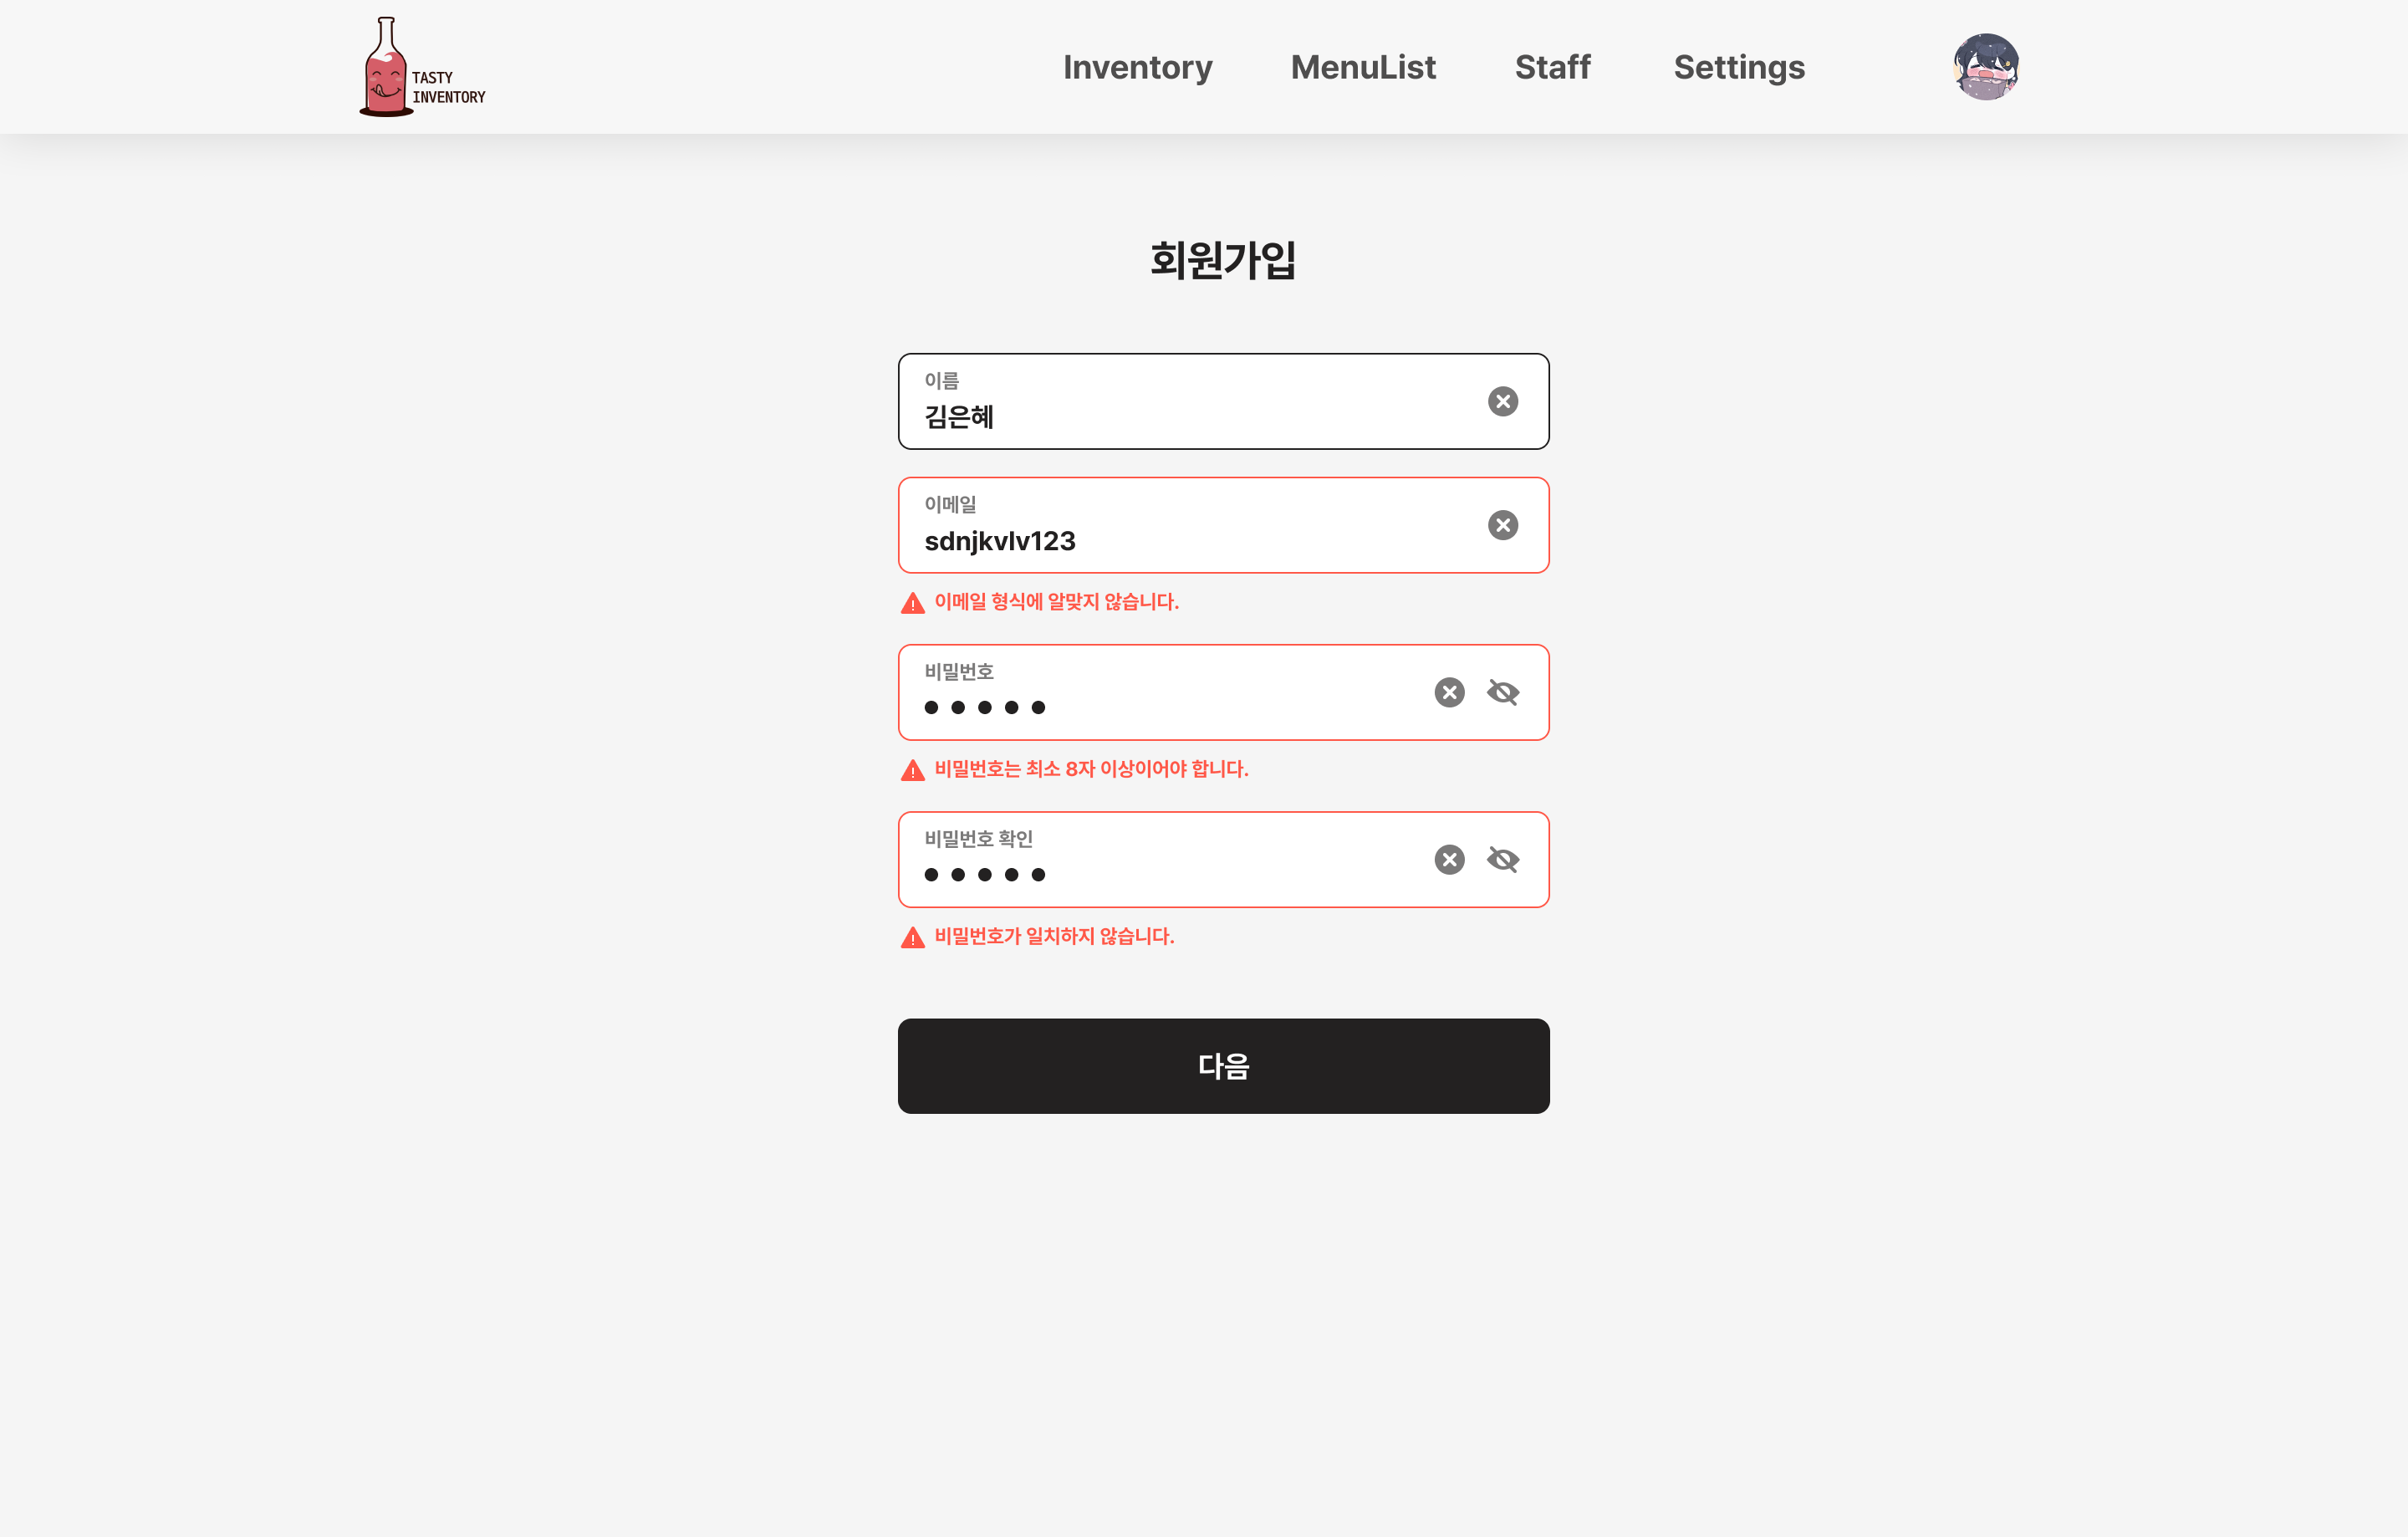 TASTY
INVENTORY
Inventory MenuList Staff Settings
회원가입
이름
김은혜
이메일
sdnjkvlv123
이메일 형식에 알맞지 않습니다.
비밀번호
비밀번호는 최소 8자 이상이어야 합니다.
비밀번호 확인
비밀번호가 일치하지 않습니다.
다음